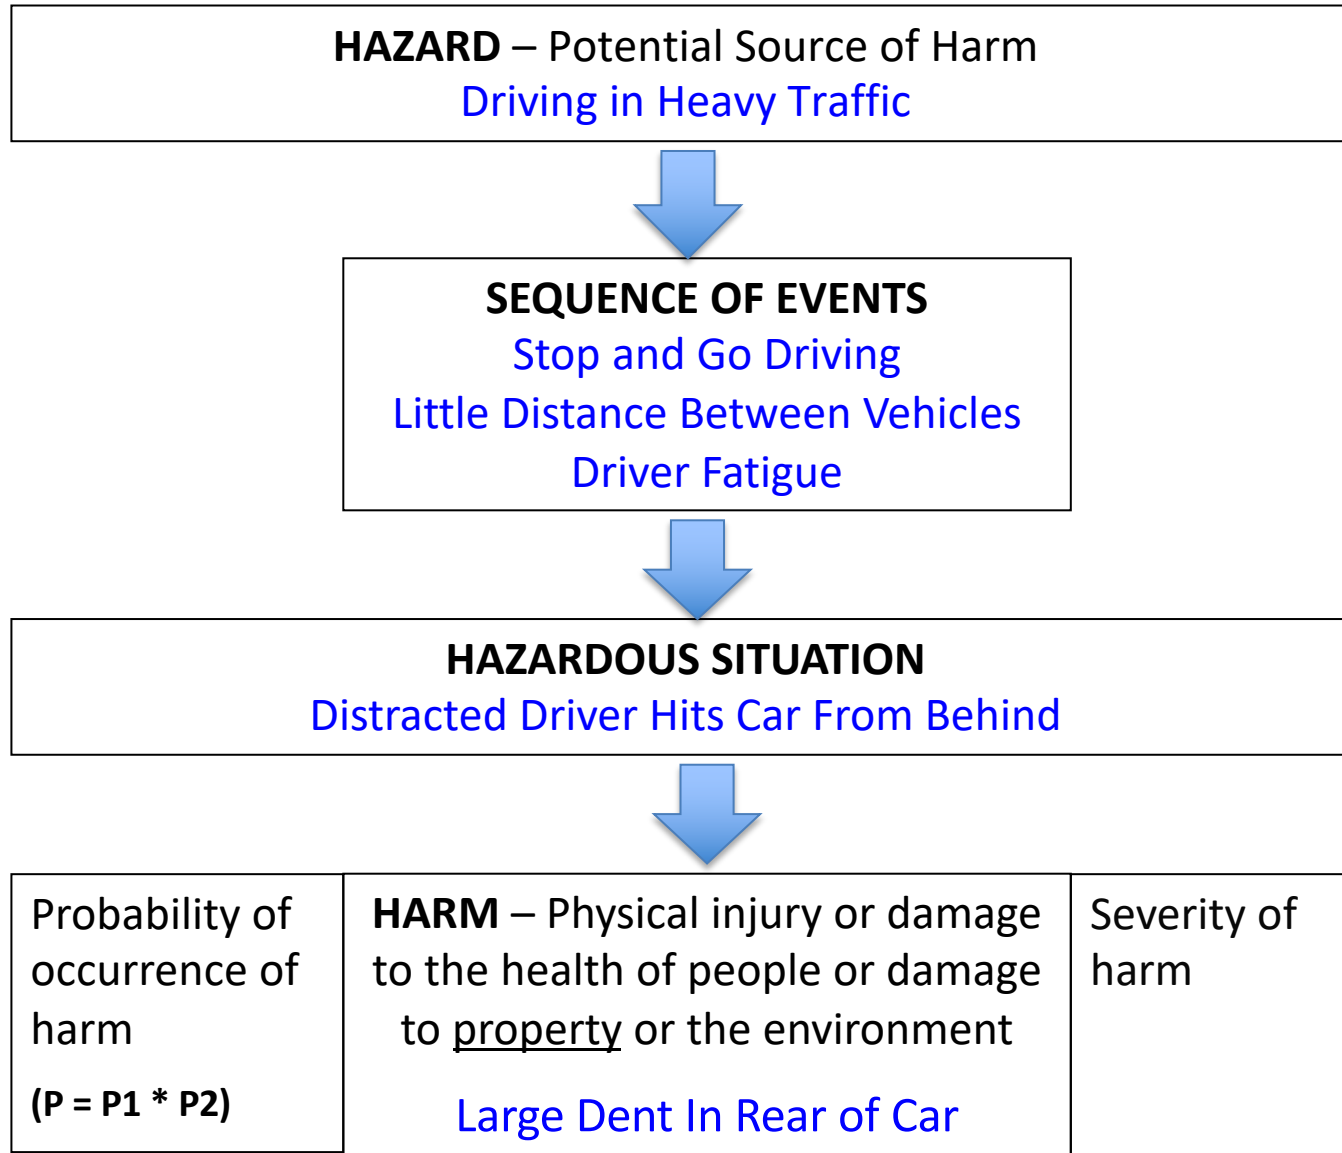 HAZARD – Potential Source of Harm
Driving in Heavy Traffic
SEQUENCE OF EVENTS
Stop and Go Driving
Little Distance Between Vehicles
Driver Fatigue
HAZARDOUS SITUATION
Distracted Driver Hits Car From Behind
Probability of
occurrence of
harm
(P = P1 * P2)
HARM – Physical injury or damage
to the health of people or damage
to property or the environment
Large Dent In Rear of Car
Severity of
harm